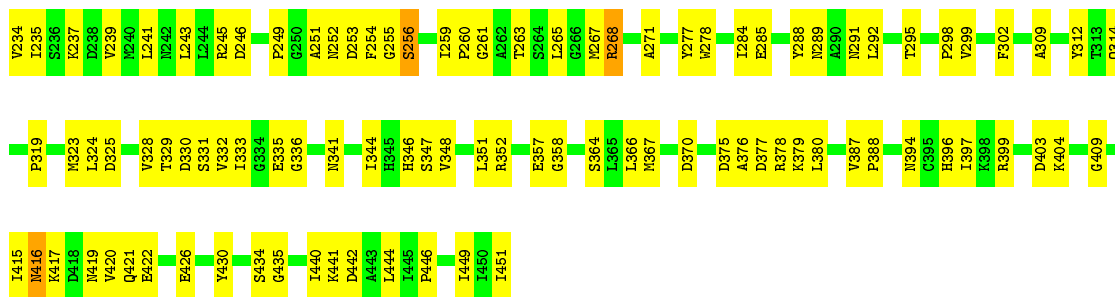 V234 I235 S236 K237 D238 V239 M240 L241 N242 L243 L244 R245 D246 P249 G250 A251 N252 D253 F254 G255 S256 I259 P260 G261 A262 T263 S264 L265 G266 M267 R268 A271 Y277 W278 I284 E285 Y288 N289 A290 N291 L292 T295 P298 V299 F302 A309 Y312 T313
P319 M323 L324 D325 V328 T329 D330 S331 V332 I333 G334 E335 G336 N341 I344 H345 H346 S347 V348 L351 R352 E357 G358 S364 L365 L366 M367 D370 D375 A376 D377 R378 K379 L380 V387 P388 N394 C395 H396 I397 K398 R399 D403 K404 G409
I415 N416 K417 D418 N419 V420 Q421 E422 E426 Y430 S434 G435 I440 K441 D442 A443 L444 I445 P446 I449 I450 I451